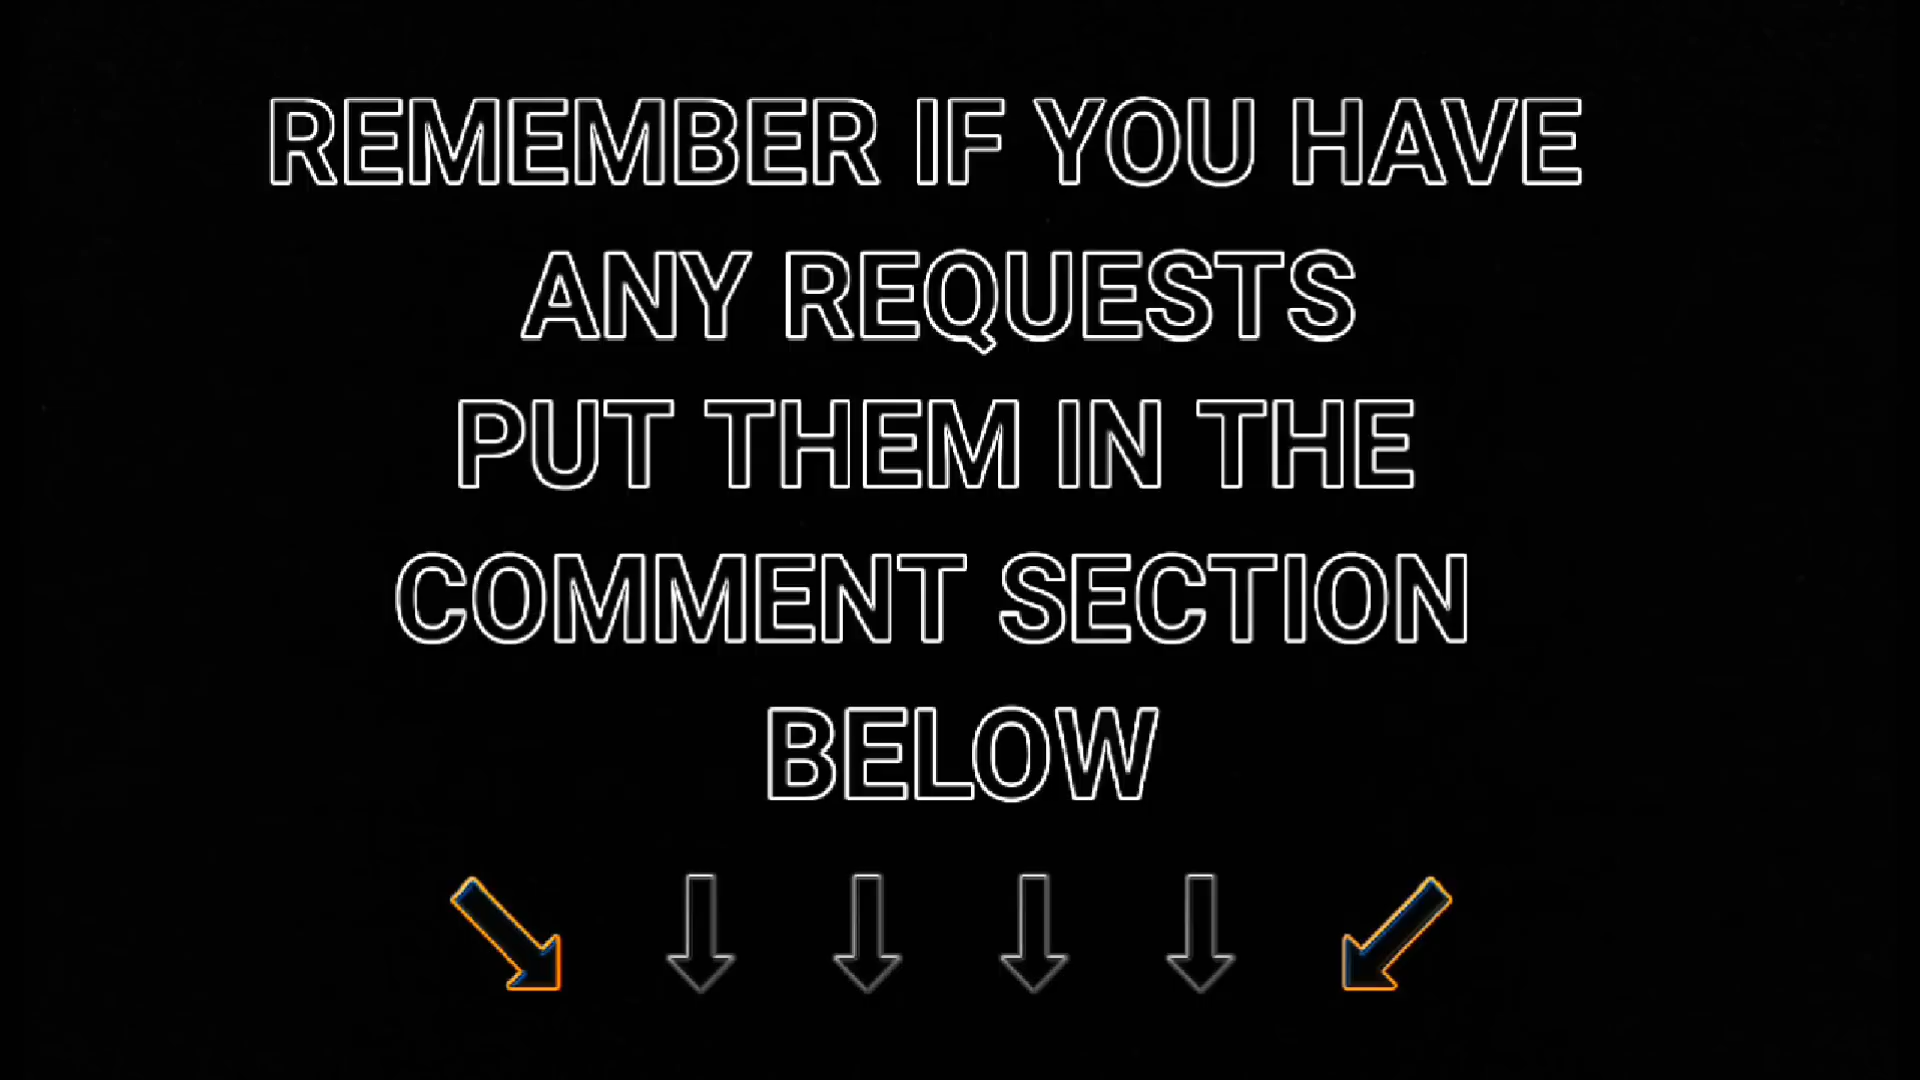 REMEMBER IF YOU HAVE
ANY REQUESTS
PUT THEM IN THE
COMMENT SECTION
BELOW